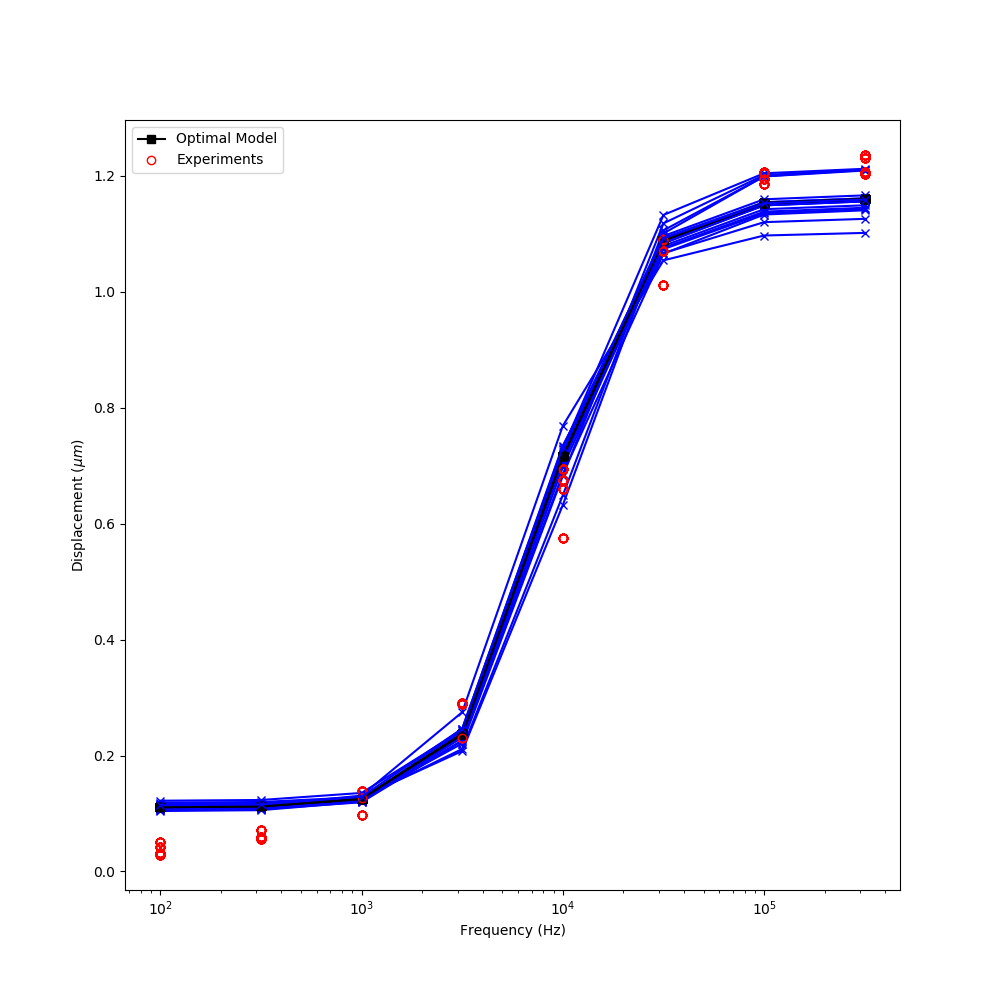 Optimal Model
Experiments
1.2
1.0
0.8
0.6
0.4
0.2
0.0
Displacement (μm)
10²
10³
10⁴
10⁵
Frequency (Hz)